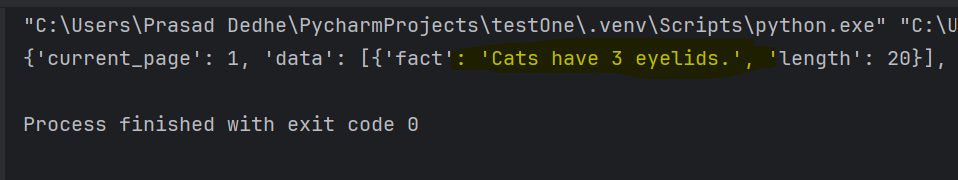 "C:\Users\Prasad Dedhe\PycharmProjects\testOne\.venv\Scripts\python.exe" "C:\U
{'current_page': 1, 'data': [{'fact': 'Cats have 3 eyelids.', 'length': 20}],
Process finished with exit code 0